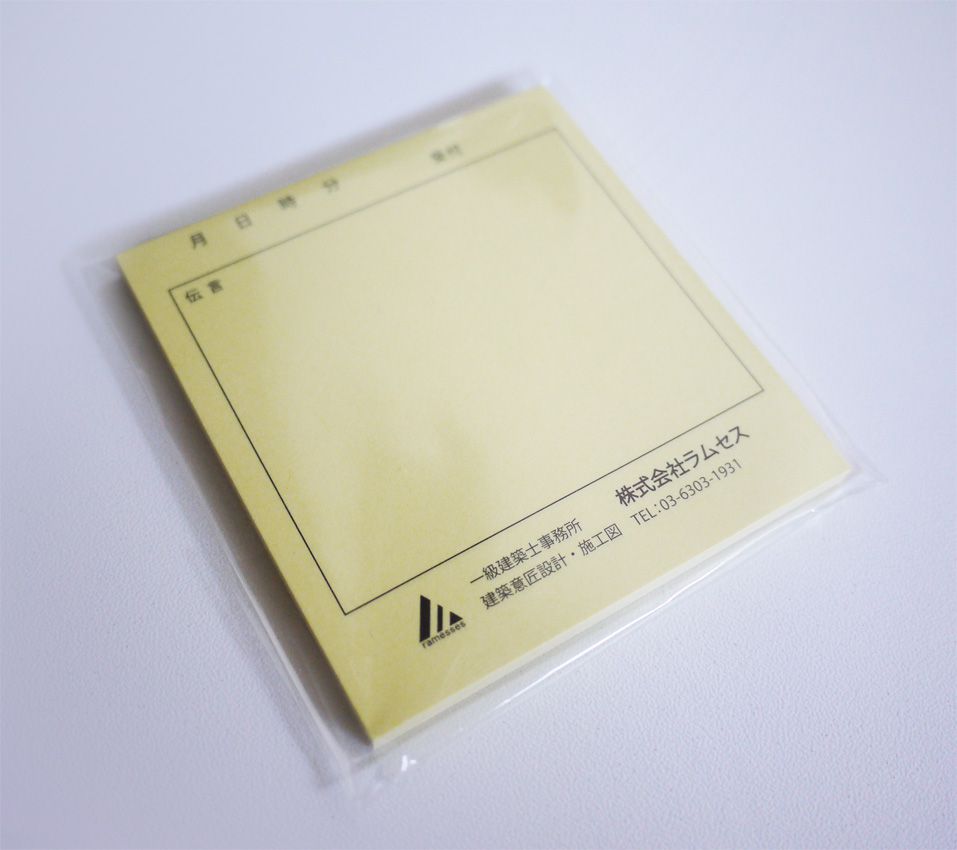 月 日 時 分 受付
伝言
一級建築士事務所 株式会社ラムセス
建築意匠設計・施工図 TEL:03-6303-1931
ramesses